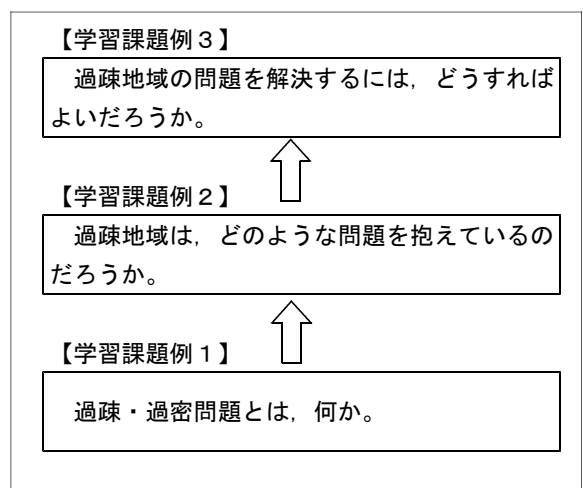 【学習課題例３】
過疎地域の問題を解決するには，どうすれば
よいだろうか。
【学習課題例２】
過疎地域は，どのような問題を抱えているの
だろうか。
【学習課題例１】
過疎・過密問題とは，何か。